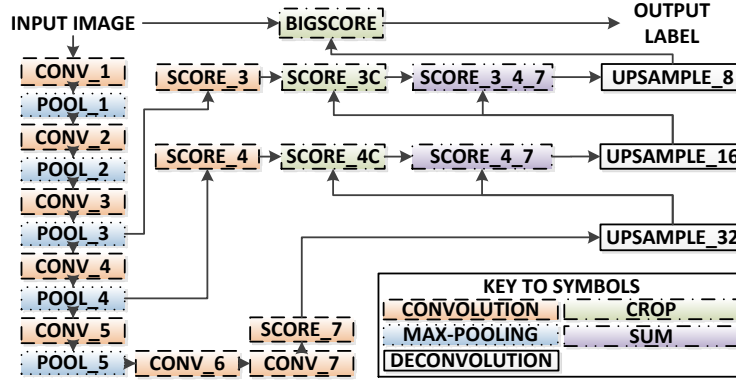 INPUT IMAGE
BIGSCORE
OUTPUT
LABEL
CONV_1
SCORE_3
SCORE_3C
SCORE_3_4_7
UPSAMPLE_8
POOL_1
CONV_2
POOL_2
SCORE_4
SCORE_4C
SCORE_4_7
UPSAMPLE_16
CONV_3
POOL_3
UPSAMPLE_32
CONV_4
POOL_4
CONV_5
SCORE_7
POOL_5
CONV_6
CONV_7
KEY TO SYMBOLS
CONVOLUTION
CROP
MAX-POOLING
SUM
DECONVOLUTION